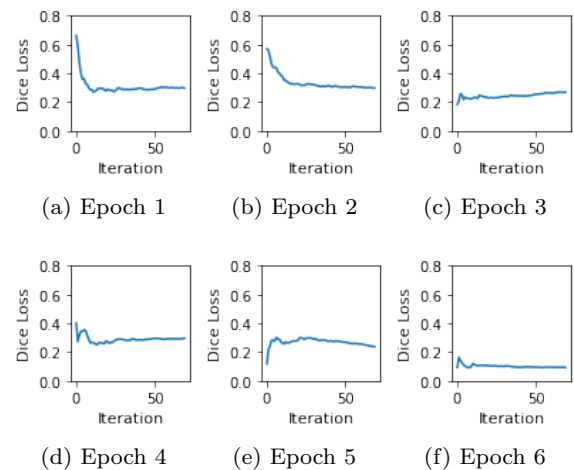 0.8 0.8 0.8
0.6 0.6 0.6
0.4 0.4 0.4
0.2 0.2 0.2
0.0 0.0 0.0
Dice Loss Dice Loss Dice Loss
0 50 0 50 0 50
Iteration Iteration Iteration
(a) Epoch 1 (b) Epoch 2 (c) Epoch 3
0.8 0.8 0.8
0.6 0.6 0.6
0.4 0.4 0.4
0.2 0.2 0.2
0.0 0.0 0.0
Dice Loss Dice Loss Dice Loss
0 50 0 50 0 50
Iteration Iteration Iteration
(d) Epoch 4 (e) Epoch 5 (f) Epoch 6